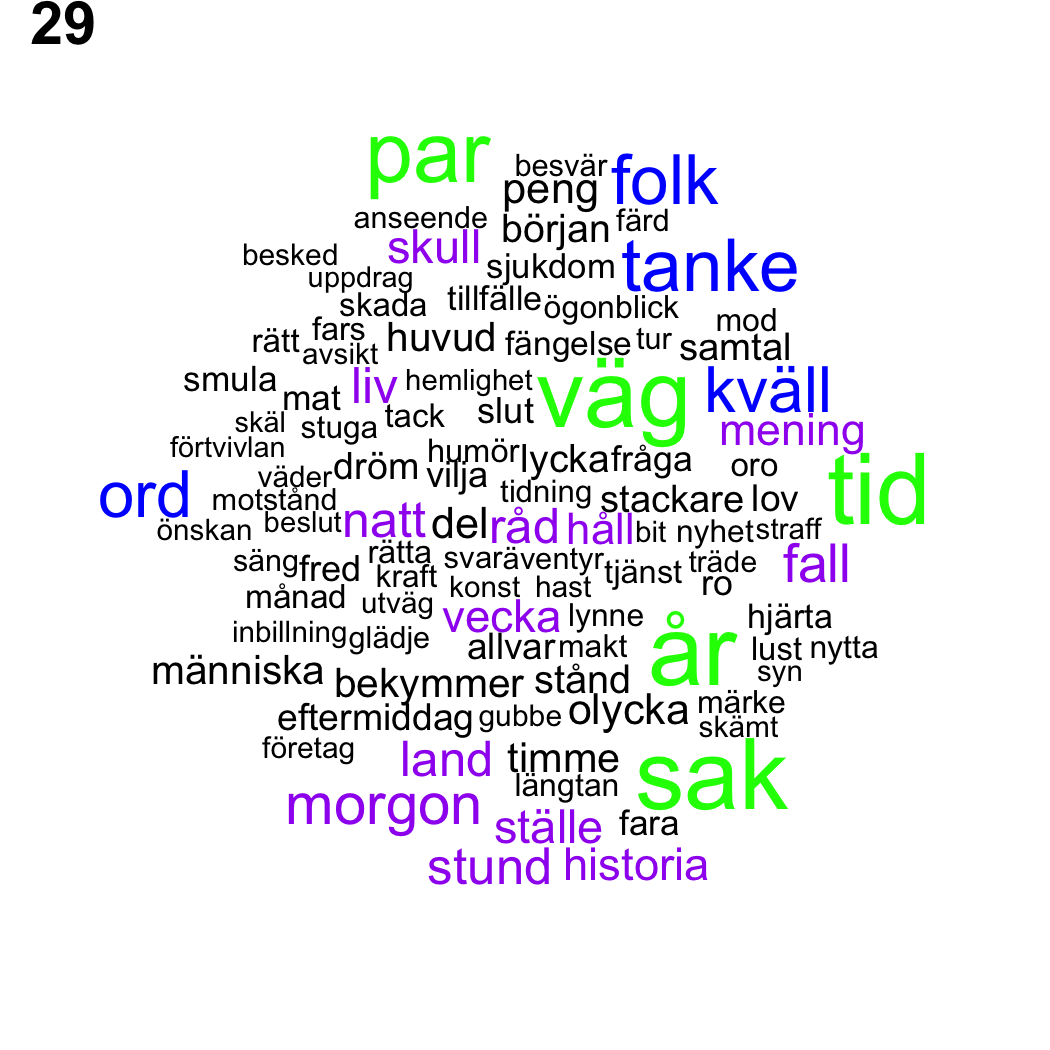 29
par besvär folk
peng
anseende början färd
skull
besked sjukdom tanke
uppdrag
skada tillfälle ögonblick
mod
rätt fars huvud fängelse tur samtal
avsikt
smula liv hemlighet väg kväll
mat
skäl stuga tack slut mening
förtvivlan humör lycka fråga oro
väder dröm vilja tid
ord motstånd tidning stackare lov
önskan beslut natt del råd håll bit nyhet straff
säng fred rätta svar äventyr tjänst träde fall
kraft konst hast ro
månad utväg vecka lynne hjärta
inbillning glädje allvar makt år lust nytta
människa bekymmer stånd syn
eftermiddag gubbe olycka märke
skämt
företag land timme sak
längtan
morgon ställe fara
stund historia